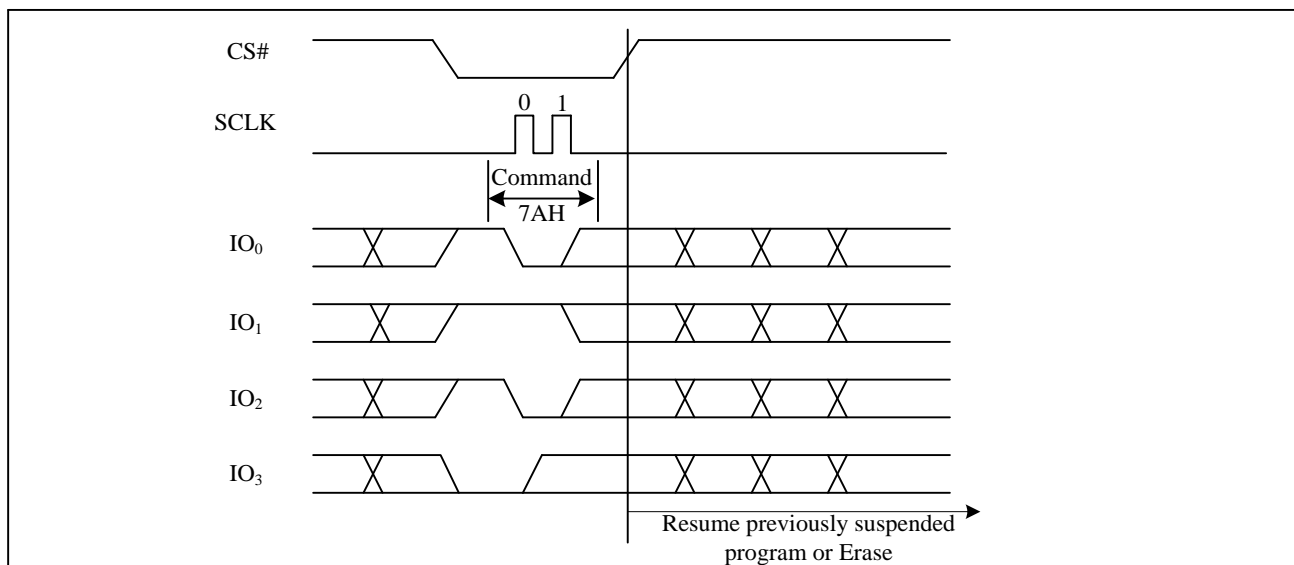 CS#
0 1
SCLK
Command
7AH
IO₀
IO₁
IO₂
IO₃
Resume previously suspended
program or Erase